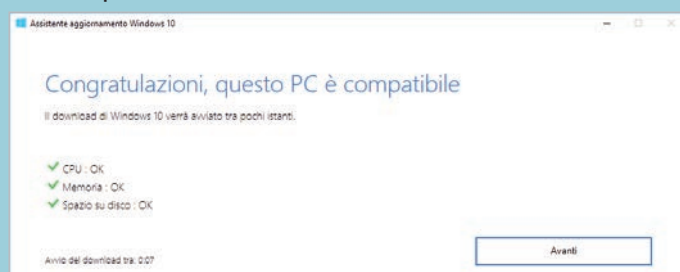 Assistente aggiornamento Windows 10
Congratulazioni, questo PC è compatibile
Il download di Windows 10 verrà avviato tra pochi istanti.
CPU : OK
Memoria : OK
Spazio su disco : OK
Avvio del download tra: 0:07
Avanti